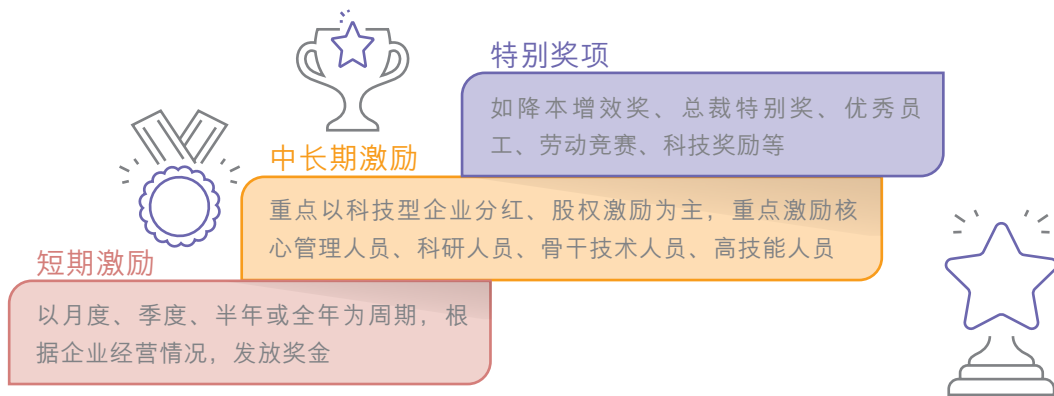 特别奖项
如降本增效奖、总裁特别奖、优秀员
工、劳动竞赛、科技奖励等
中长期激励
重点以科技型企业分红、股权激励为主，重点激励核
心管理人员、科研人员、骨干技术人员、高技能人员
短期激励
以月度、季度、半年或全年为周期，根
据企业经营情况，发放奖金